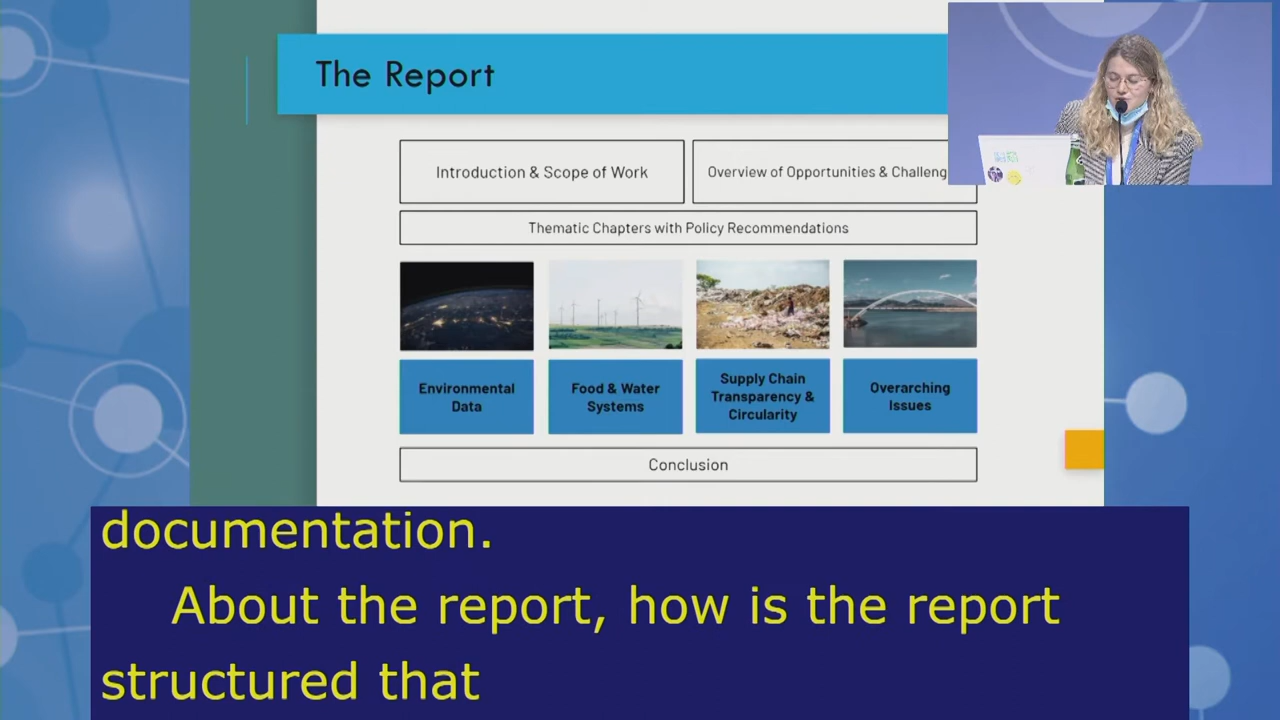 The Report
Introduction & Scope of Work
Overview of Opportunities & Challeng
Thematic Chapters with Policy Recommendations
Environmental
Data
Food & Water
Systems
Supply Chain
Transparency &
Circularity
Overarching
Issues
Conclusion
documentation.
About the report, how is the report
structured that